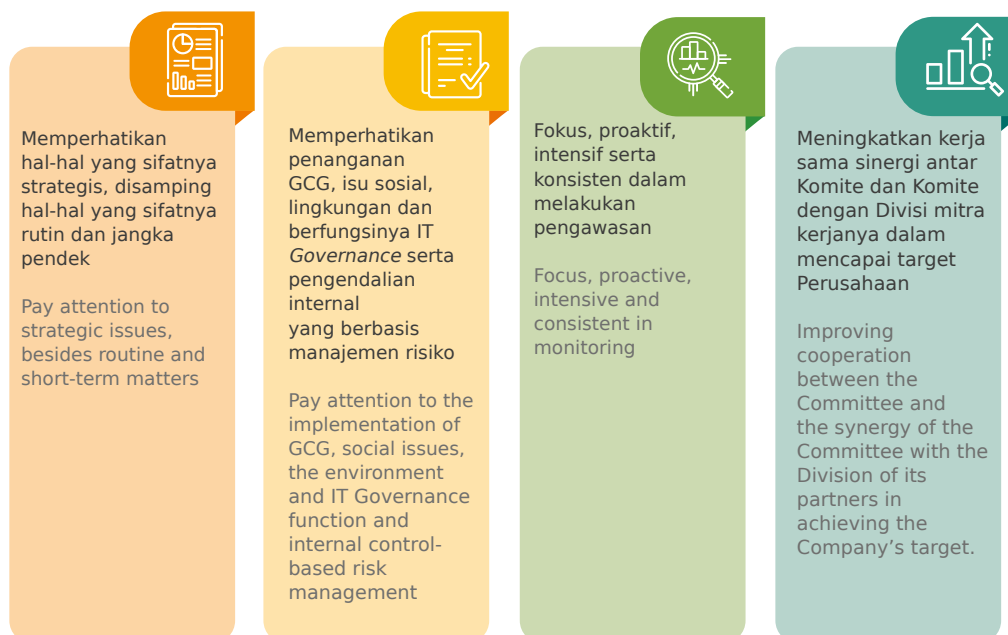 Memperhatikan
hal-hal yang sifatnya
strategis, disamping
hal-hal yang sifatnya
rutin dan jangka
pendek
Pay attention to
strategic issues,
besides routine and
short-term matters
Memperhatikan
penanganan
GCG, isu sosial,
lingkungan dan
berfungsinya IT
Governance serta
pengendalian
internal
yang berbasis
manajemen risiko
Pay attention to the
implementation of
GCG, social issues,
the environment
and IT Governance
function and
internal control-
based risk
management
Fokus, proaktif,
intensif serta
konsisten dalam
melakukan
pengawasan
Focus, proactive,
intensive and
consistent in
monitoring
Meningkatkan kerja
sama sinergi antar
Komite dan Komite
dengan Divisi mitra
kerjanya dalam
mencapai target
Perusahaan
Improving
cooperation
between the
Committee and
the synergy of the
Committee with the
Division of its
partners in
achieving the
Company’s target.